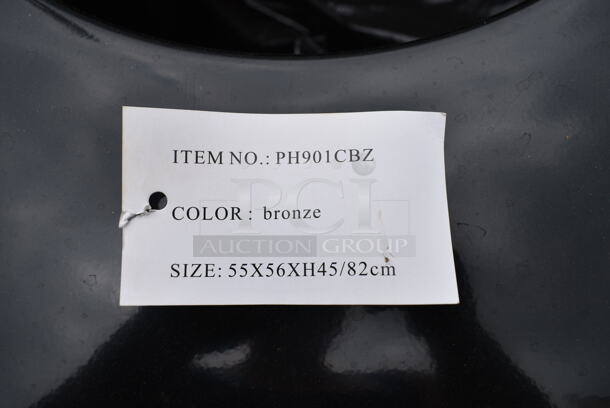 ITEM NO.: PH901CBZ
PCi
COLOR: bronze
AUCTION GROUP
SIZE: 55X56XH45/82cm